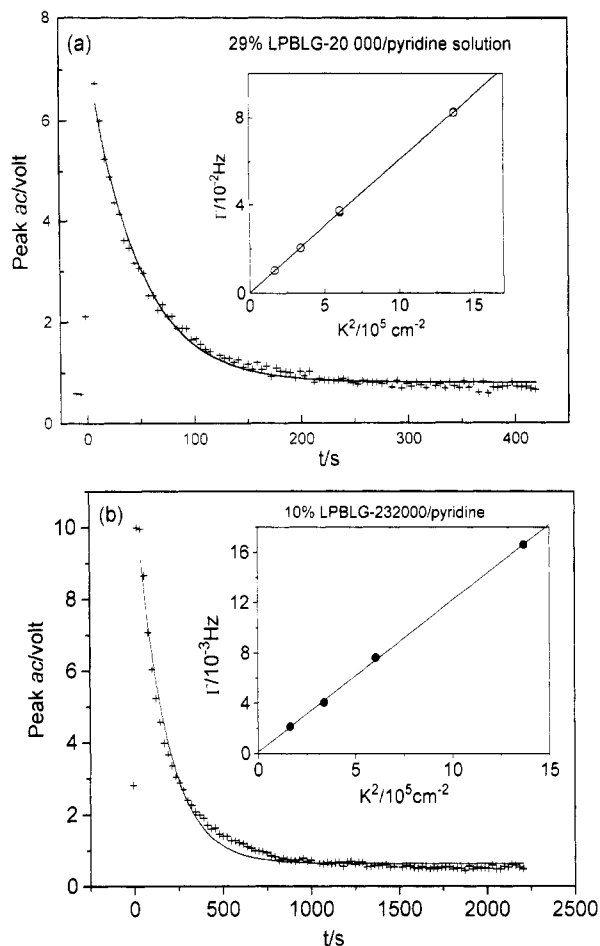 (a)
29% LPBLG-20 000/pyridine solution
8
6
4
2
0
Peak ac/volt
0 100 200 300 400
t/s
8
4
0
Γ/10⁻²Hz
0 5 10 15
K²/10⁵ cm⁻²
(b)
10% LPBLG-232000/pyridine
10
8
6
4
2
0
Peak ac/volt
0 500 1000 1500 2000 2500
t/s
16
12
8
4
0
Γ/10⁻³Hz
0 5 10 15
K²/10⁵cm⁻²